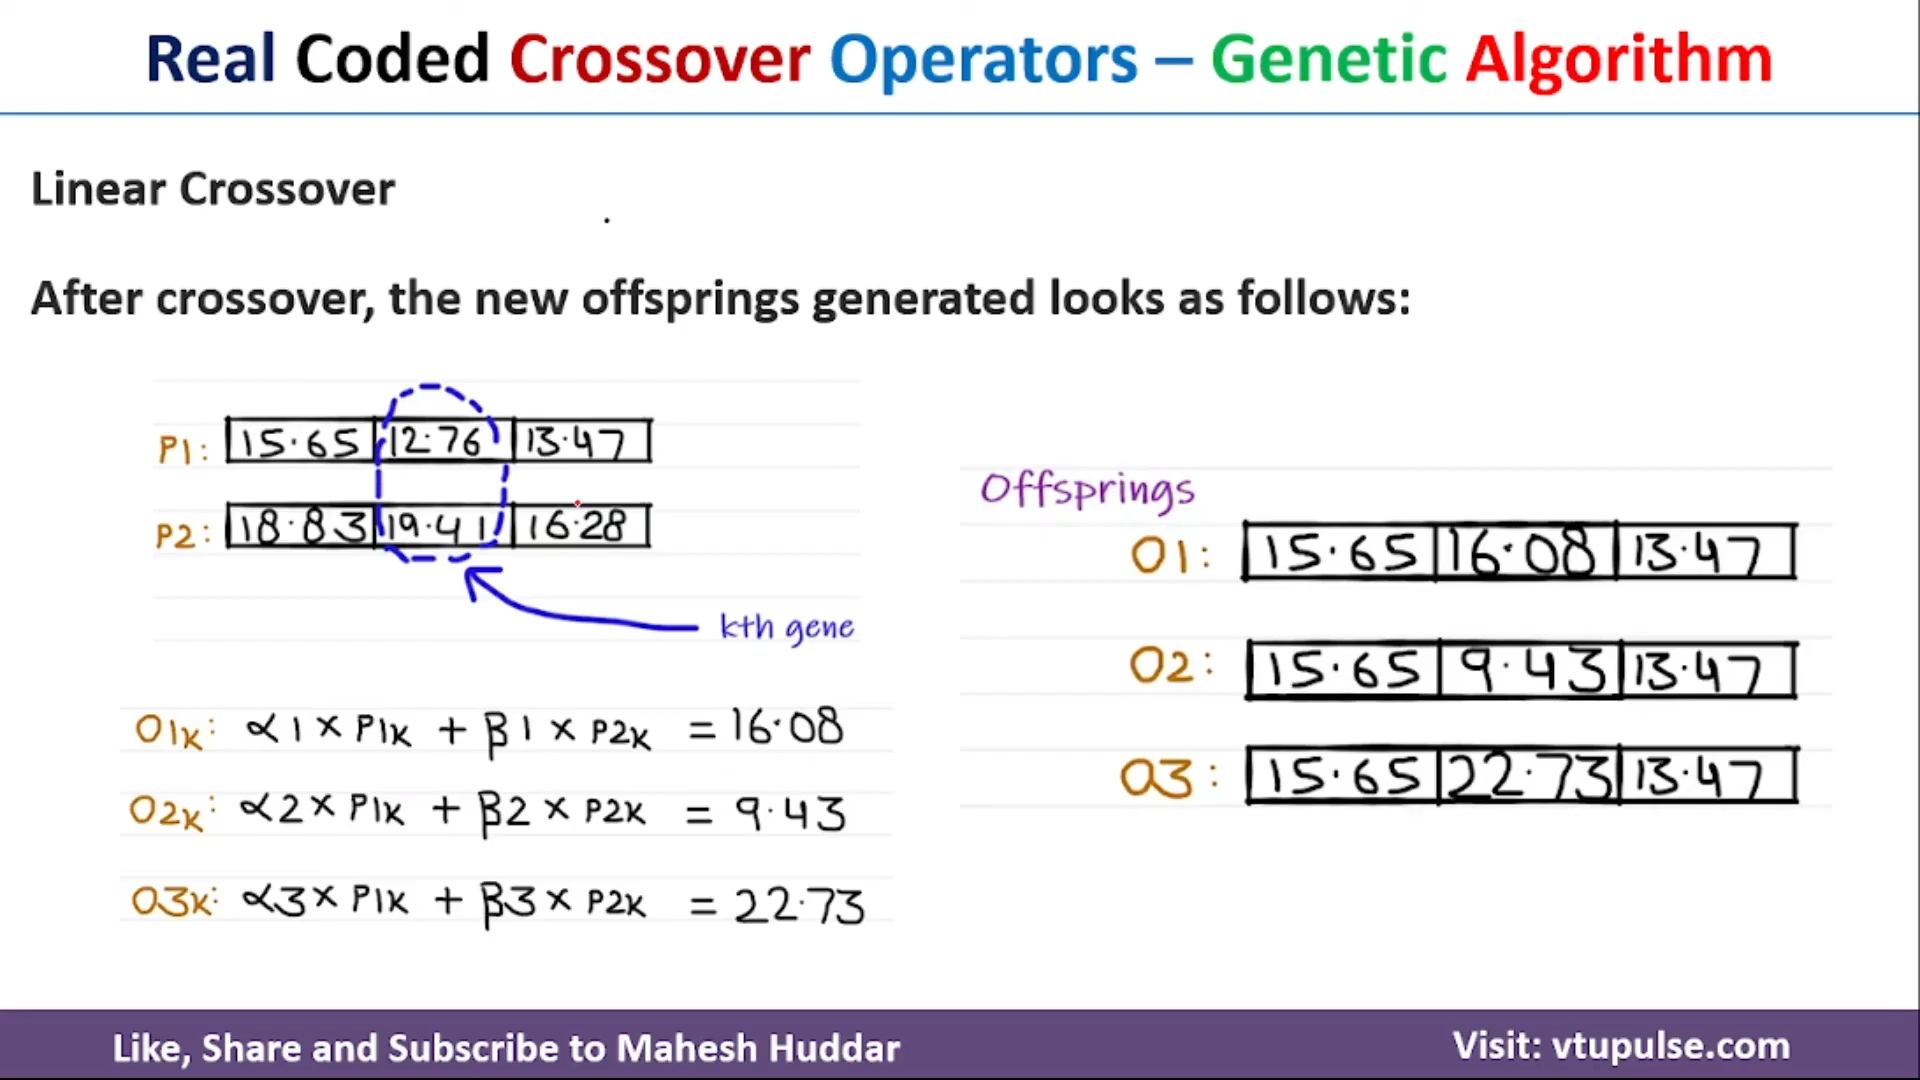 Real Coded Crossover Operators – Genetic Algorithm
Linear Crossover
After crossover, the new offsprings generated looks as follows:
P1: 15.65 12.76 13.47
P2: 18.83 19.41 16.28
kth gene
O1K: α1 × P1K + β1 × P2K = 16.08
O2K: α2 × P1K + β2 × P2K = 9.43
O3K: α3 × P1K + β3 × P2K = 22.73
Offsprings
O1: 15.65 16.08 13.47
O2: 15.65 9.43 13.47
O3: 15.65 22.73 13.47
Like, Share and Subscribe to Mahesh Huddar
Visit: vtupulse.com